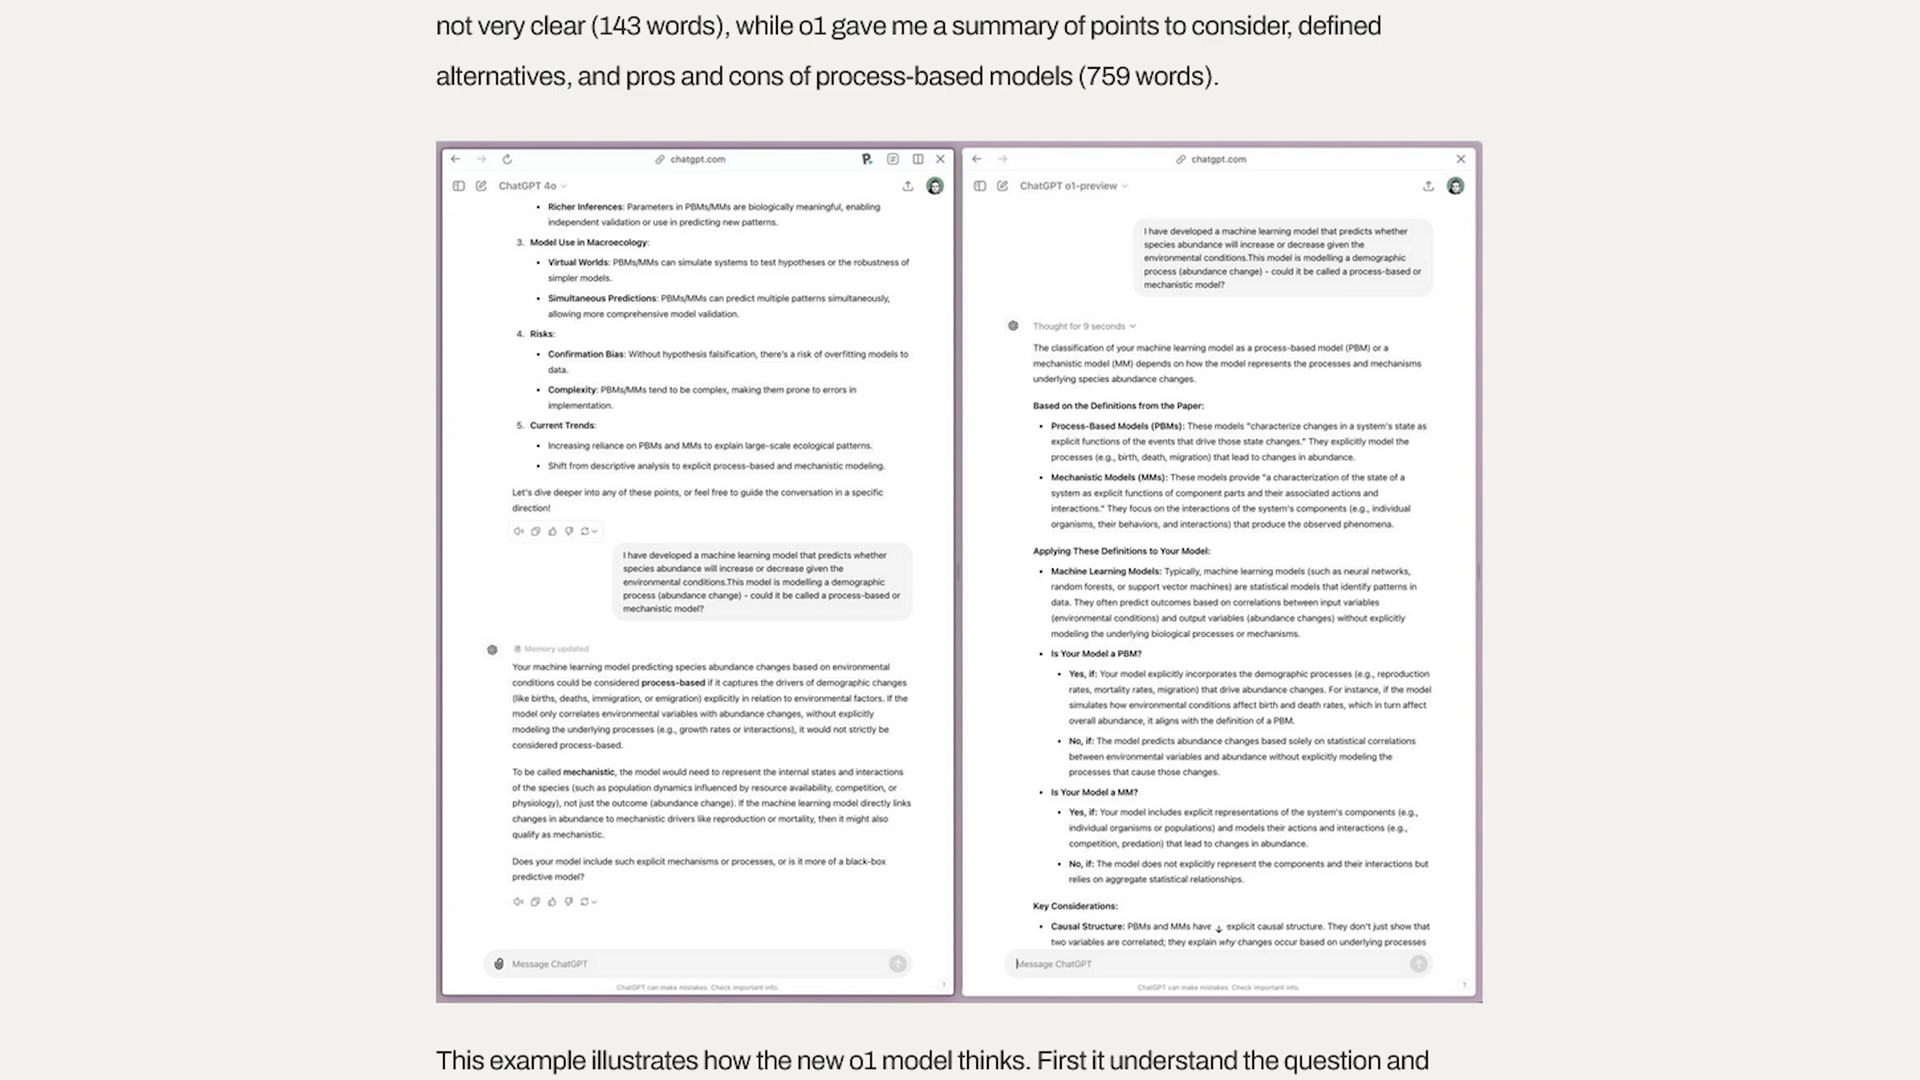 not very clear (143 words), while o1 gave me a summary of points to consider, defined
alternatives, and pros and cons of process-based models (759 words).
chatgpt.com
P.
ChatGPT 4o
• Richer Inferences: Parameters in PBMs/MMs are biologically meaningful, enabling
independent validation or use in predicting new patterns.
3. Model Use in Macroecology:
• Virtual Worlds: PBMs/MMs can simulate systems to test hypotheses or the robustness of
simpler models.
• Simultaneous Predictions: PBMs/MMs can predict multiple patterns simultaneously,
allowing more comprehensive model validation.
4. Risks:
• Confirmation Bias: Without hypothesis falsification, there's a risk of overfitting models to
data.
• Complexity: PBMs/MMs tend to be complex, making them prone to errors in
implementation.
5. Current Trends:
• Increasing reliance on PBMs and MMs to explain large-scale ecological patterns.
• Shift from descriptive analysis to explicit process-based and mechanistic modeling.
Let's dive deeper into any of these points, or feel free to guide the conversation in a specific
direction!
I have developed a machine learning model that predicts whether
species abundance will increase or decrease given the
environmental conditions.This model is modelling a demographic
process (abundance change) - could it be called a process-based or
mechanistic model?
Memory updated
Your machine learning model predicting species abundance changes based on environmental
conditions could be considered process-based if it captures the drivers of demographic changes
(like births, deaths, immigration, or emigration) explicitly in relation to environmental factors. If the
model only correlates environmental variables with abundance changes, without explicitly
modeling the underlying processes (e.g., growth rates or interactions), it would not strictly be
considered process-based.
To be called mechanistic, the model would need to represent the internal states and interactions
of the species (such as population dynamics influenced by resource availability, competition, or
physiology), not just the outcome (abundance change). If the machine learning model directly links
changes in abundance to mechanistic drivers like reproduction or mortality, then it might also
qualify as mechanistic.
Does your model include such explicit mechanisms or processes, or is it more of a black-box
predictive model?
Message ChatGPT
ChatGPT can make mistakes. Check important info.
?
chatgpt.com
ChatGPT o1-preview
I have developed a machine learning model that predicts whether
species abundance will increase or decrease given the
environmental conditions.This model is modelling a demographic
process (abundance change) - could it be called a process-based or
mechanistic model?
Thought for 9 seconds
The classification of your machine learning model as a process-based model (PBM) or a
mechanistic model (MM) depends on how the model represents the processes and mechanisms
underlying species abundance changes.
Based on the Definitions from the Paper:
• Process-Based Models (PBMs): These models "characterize changes in a system's state as
explicit functions of the events that drive those state changes." They explicitly model the
processes (e.g., birth, death, migration) that lead to changes in abundance.
• Mechanistic Models (MMs): These models provide "a characterization of the state of a
system as explicit functions of component parts and their associated actions and
interactions." They focus on the interactions of the system's components (e.g., individual
organisms, their behaviors, and interactions) that produce the observed phenomena.
Applying These Definitions to Your Model:
• Machine Learning Models: Typically, machine learning models (such as neural networks,
random forests, or support vector machines) are statistical models that identify patterns in
data. They often predict outcomes based on correlations between input variables
(environmental conditions) and output variables (abundance changes) without explicitly
modeling the underlying biological processes or mechanisms.
• Is Your Model a PBM?
• Yes, if: Your model explicitly incorporates the demographic processes (e.g., reproduction
rates, mortality rates, migration) that drive abundance changes. For instance, if the model
simulates how environmental conditions affect birth and death rates, which in turn affect
overall abundance, it aligns with the definition of a PBM.
• No, if: The model predicts abundance changes based solely on statistical correlations
between environmental variables and abundance without explicitly modeling the
processes that cause those changes.
• Is Your Model a MM?
• Yes, if: Your model includes explicit representations of the system's components (e.g.,
individual organisms or populations) and models their actions and interactions (e.g.,
competition, predation) that lead to changes in abundance.
• No, if: The model does not explicitly represent the components and their interactions but
relies on aggregate statistical relationships.
Key Considerations:
• Causal Structure: PBMs and MMs have explicit causal structure. They don't just show that
two variables are correlated; they explain why changes occur based on underlying processes
Message ChatGPT
ChatGPT can make mistakes. Check important info.
?
This example illustrates how the new o1 model thinks. First it understand the question and